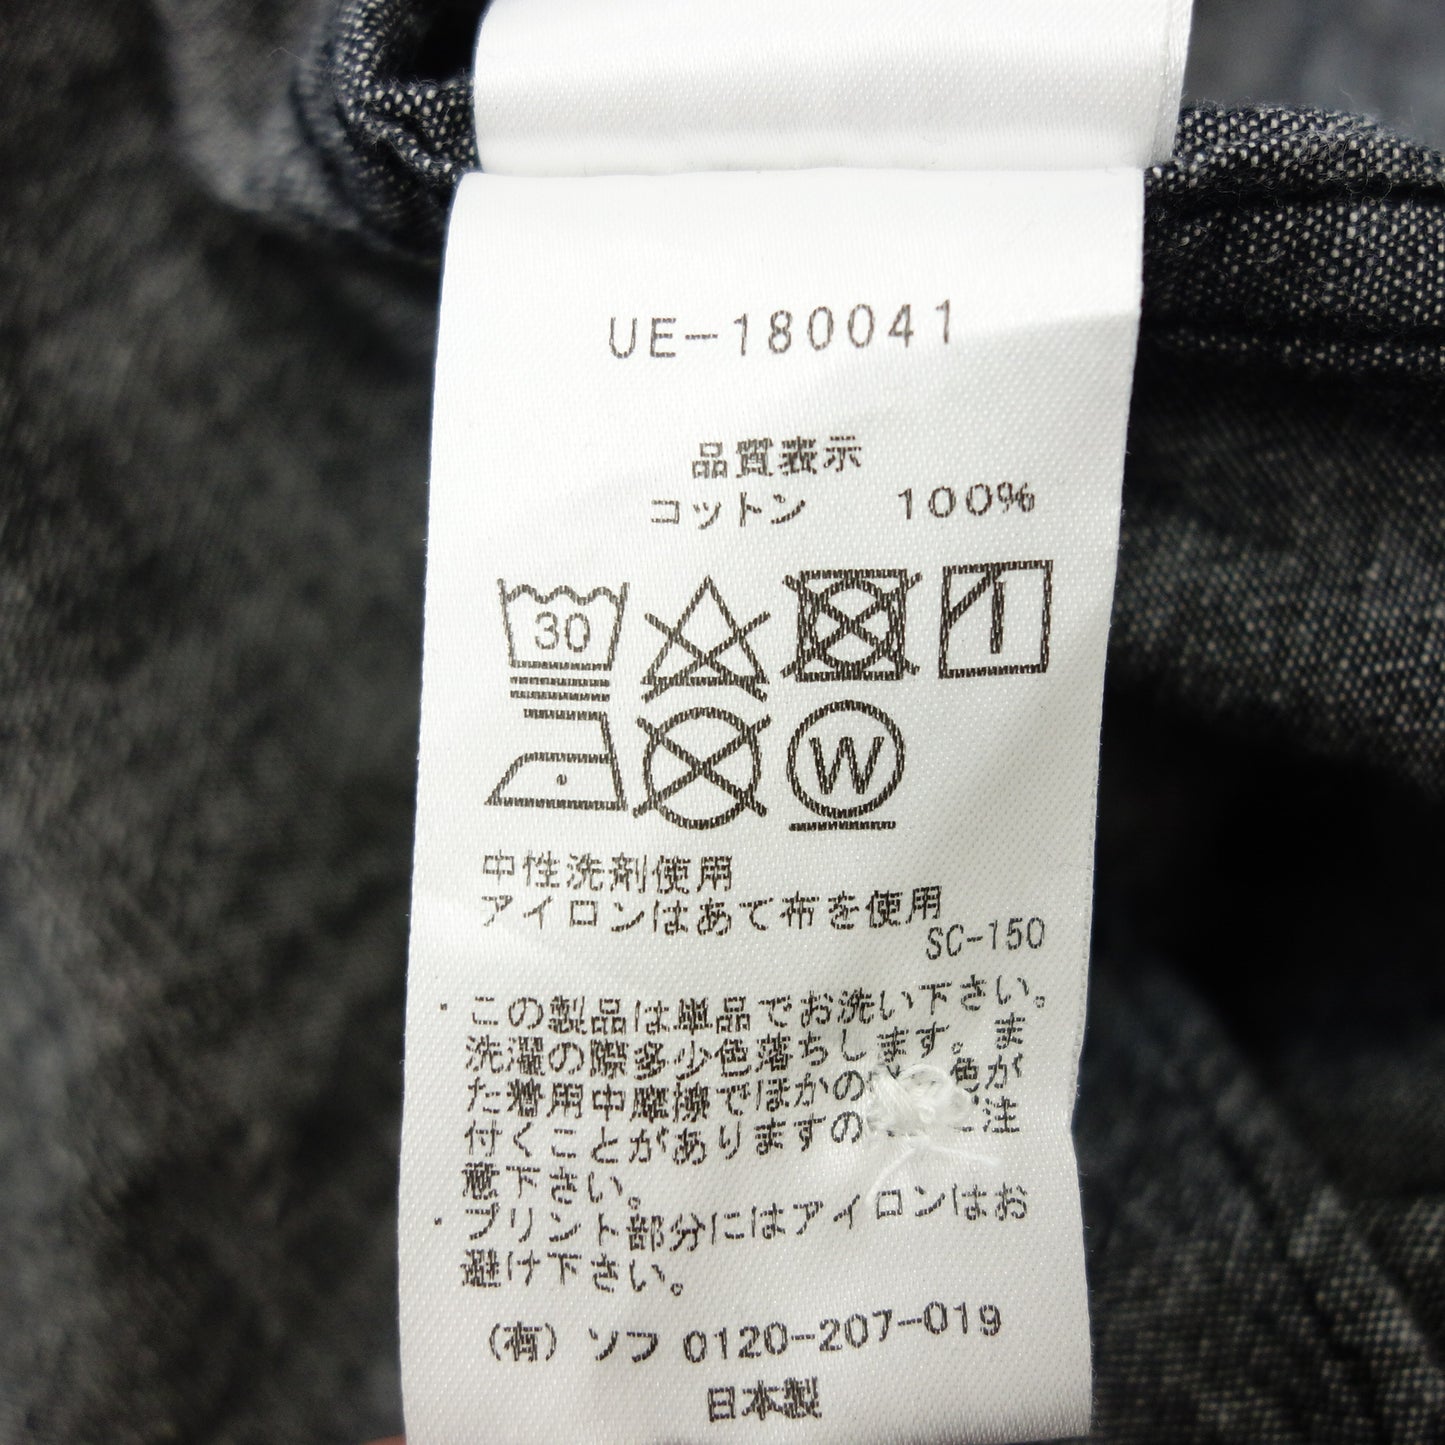 UE-180041
品質表示
コットン 100%
30
W
中性洗剤使用
アイロンはあて布を使用
SC-150
・この製品は単品でお洗い下さい。
洗濯の際多少色落ちします。ま
た着用中摩擦でほかの 色が
付くことがありますの ご注
意下さい。
・プリント部分にはアイロンはお
避け下さい。
(有)ソフ 0120-207-019
日本製